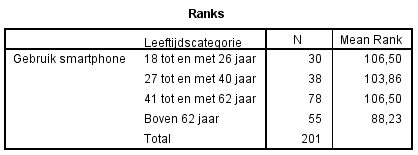 Ranks
Leeftijdscategorie N Mean Rank
Gebruik smartphone 18 tot en met 26 jaar 30 106,50
27 tot en met 40 jaar 38 103,86
41 tot en met 62 jaar 78 106,50
Boven 62 jaar 55 88,23
Total 201